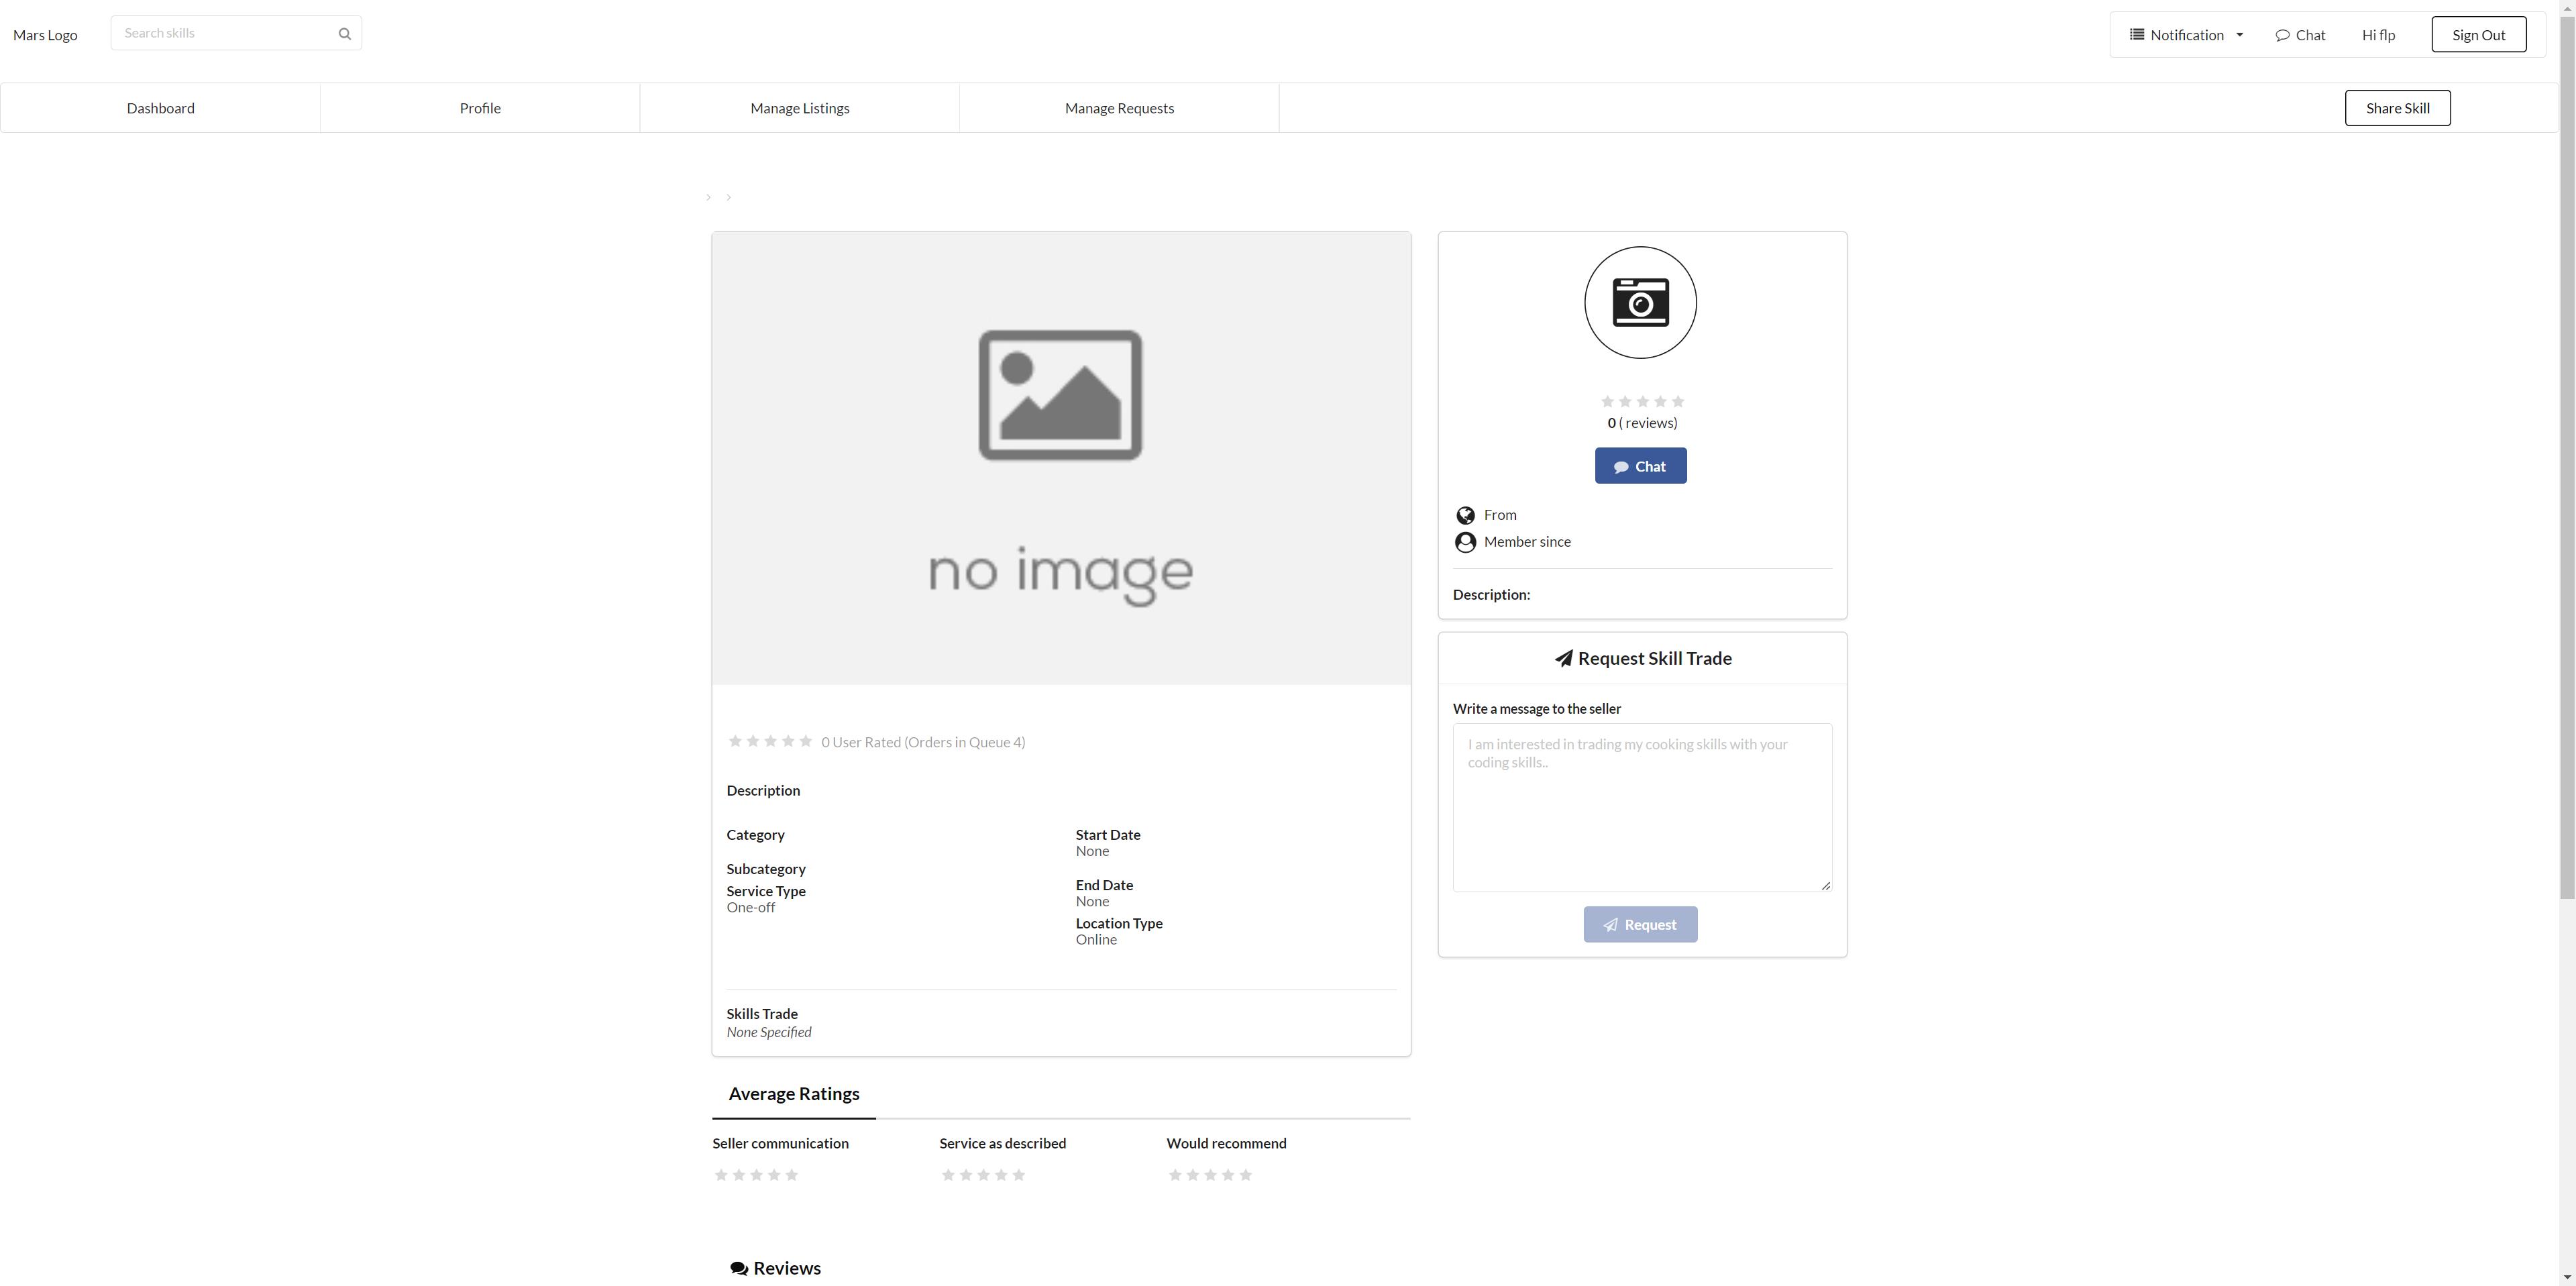 Mars Logo
Search skills
Notification
Chat
Hi flp
Sign Out
Dashboard
Profile
Manage Listings
Manage Requests
Share Skill
no image
0 User Rated (Orders in Queue 4)
Description
Category
Subcategory
Service Type
One-off
Start Date
None
End Date
None
Location Type
Online
Skills Trade
None Specified
0 ( reviews)
Chat
From
Member since
Description:
Request Skill Trade
Write a message to the seller
I am interested in trading my cooking skills with your
coding skills..
Request
Average Ratings
Seller communication
Service as described
Would recommend
Reviews